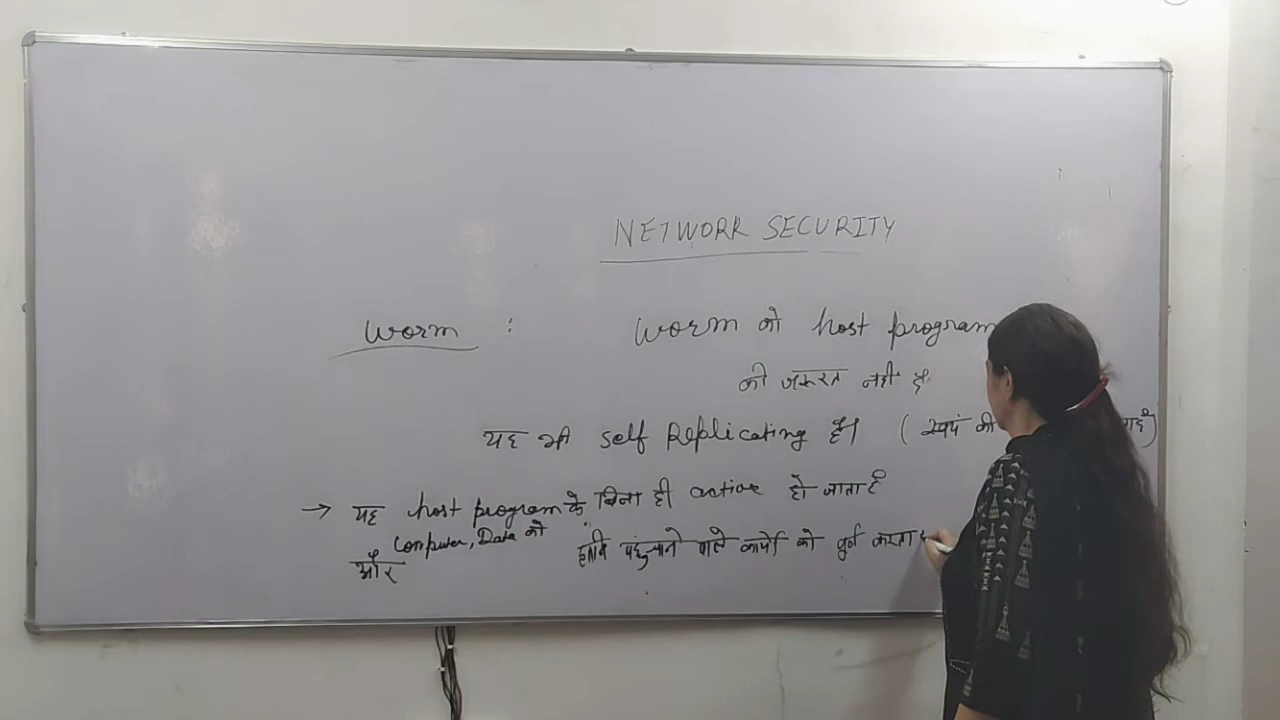 NETWORK SECURITY
Worm : Worm को host program
की जरूरत नही है
यह भी self Replicating है। (स्वयं की
→ यह host program के बिना ही active हो जाता है
और Computer, Data को हानि पहुंचाने वाले कार्यो को पूर्ण करता